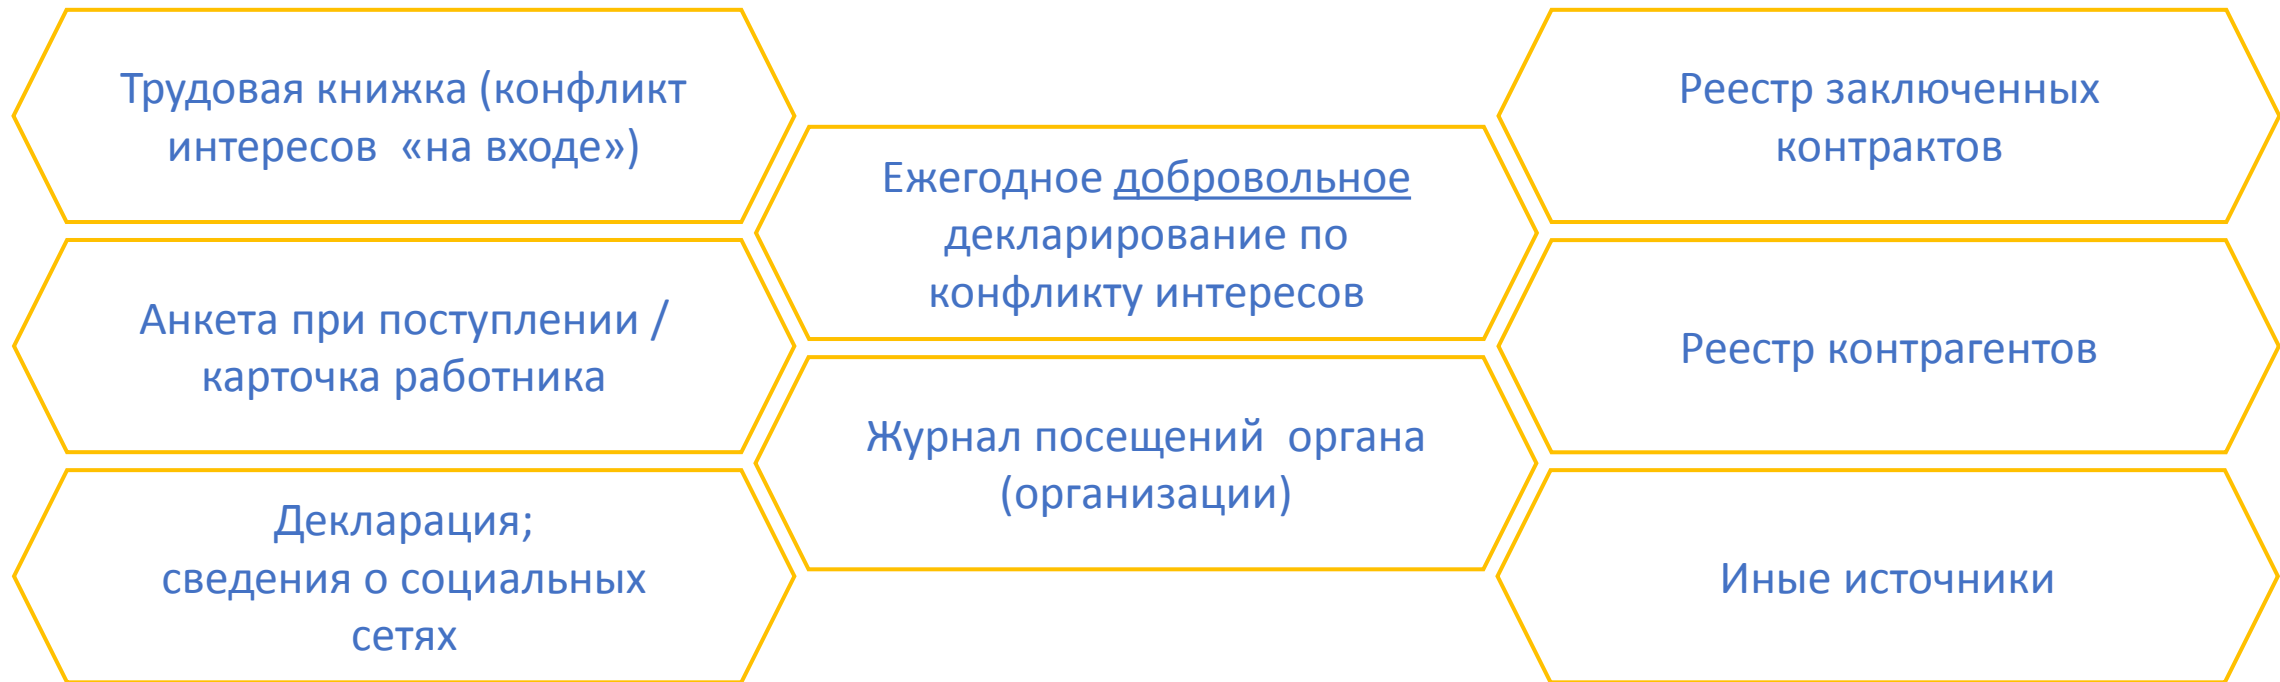 Трудовая книжка (конфликт
интересов «на входе»)
Анкета при поступлении /
карточка работника
Декларация;
сведения о социальных
сетях
Ежегодное добровольное
декларирование по
конфликту интересов
Журнал посещений органа
(организации)
Реестр заключенных
контрактов
Реестр контрагентов
Иные источники